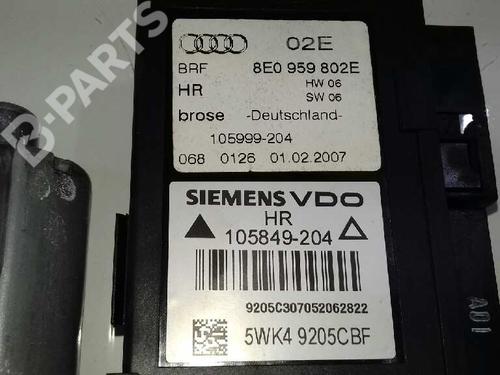 02E
BRF 8E0 959 802E
HR HW 06
SW 06
brose -Deutschland-
105999-204
068 0126 01.02.2007
SIEMENS VDO
HR
105849-204
9205C307052062822
5WK4 9205CBF
A01
B-PARTS